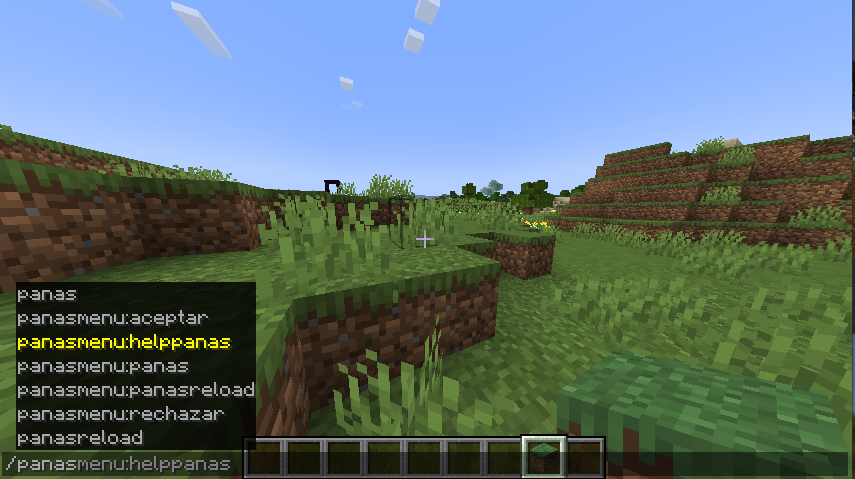 panas
panasmenu:aceptar
panasmenu:helppanas
panasmenu:panas
panasmenu:panasreload
panasmenu:rechazar
panasreload
/panasmenu:helppanas